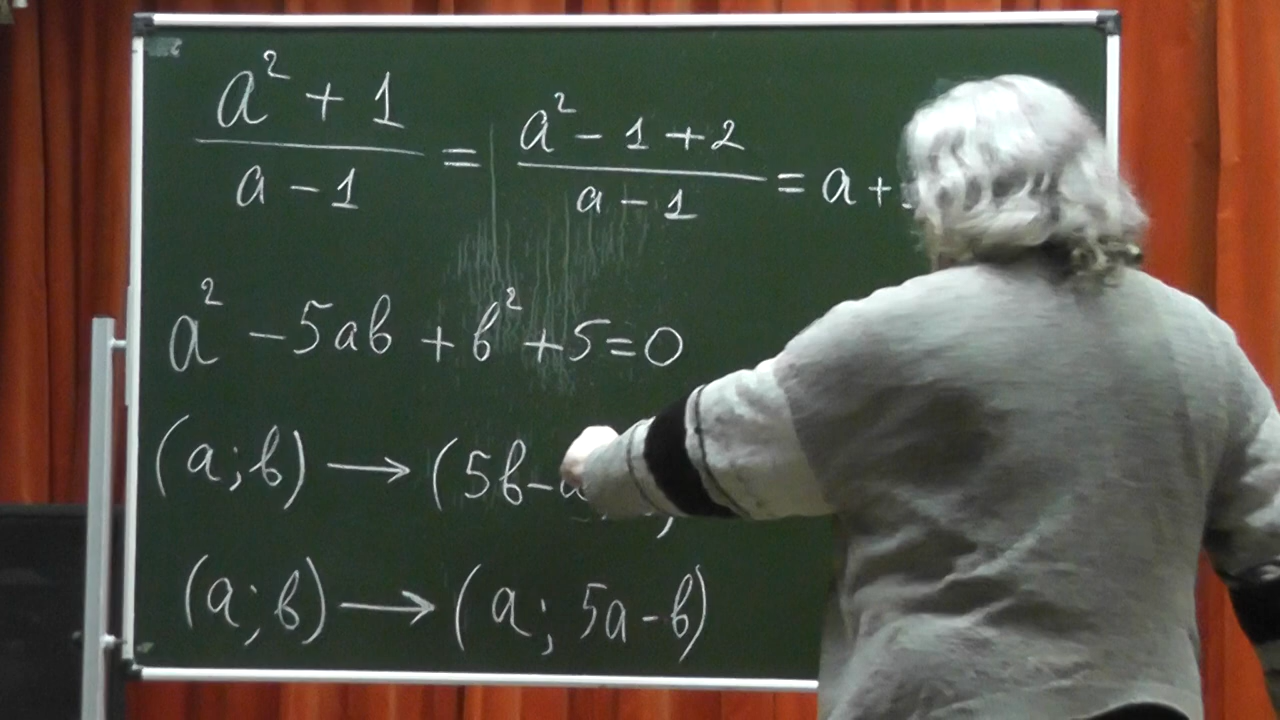 a² + 1 / a - 1 = a² - 1 + 2 / a - 1 = a +
a² - 5ab + b² + 5 = 0
(a; b) → (5b - a
(a; b) → (a; 5a - b)